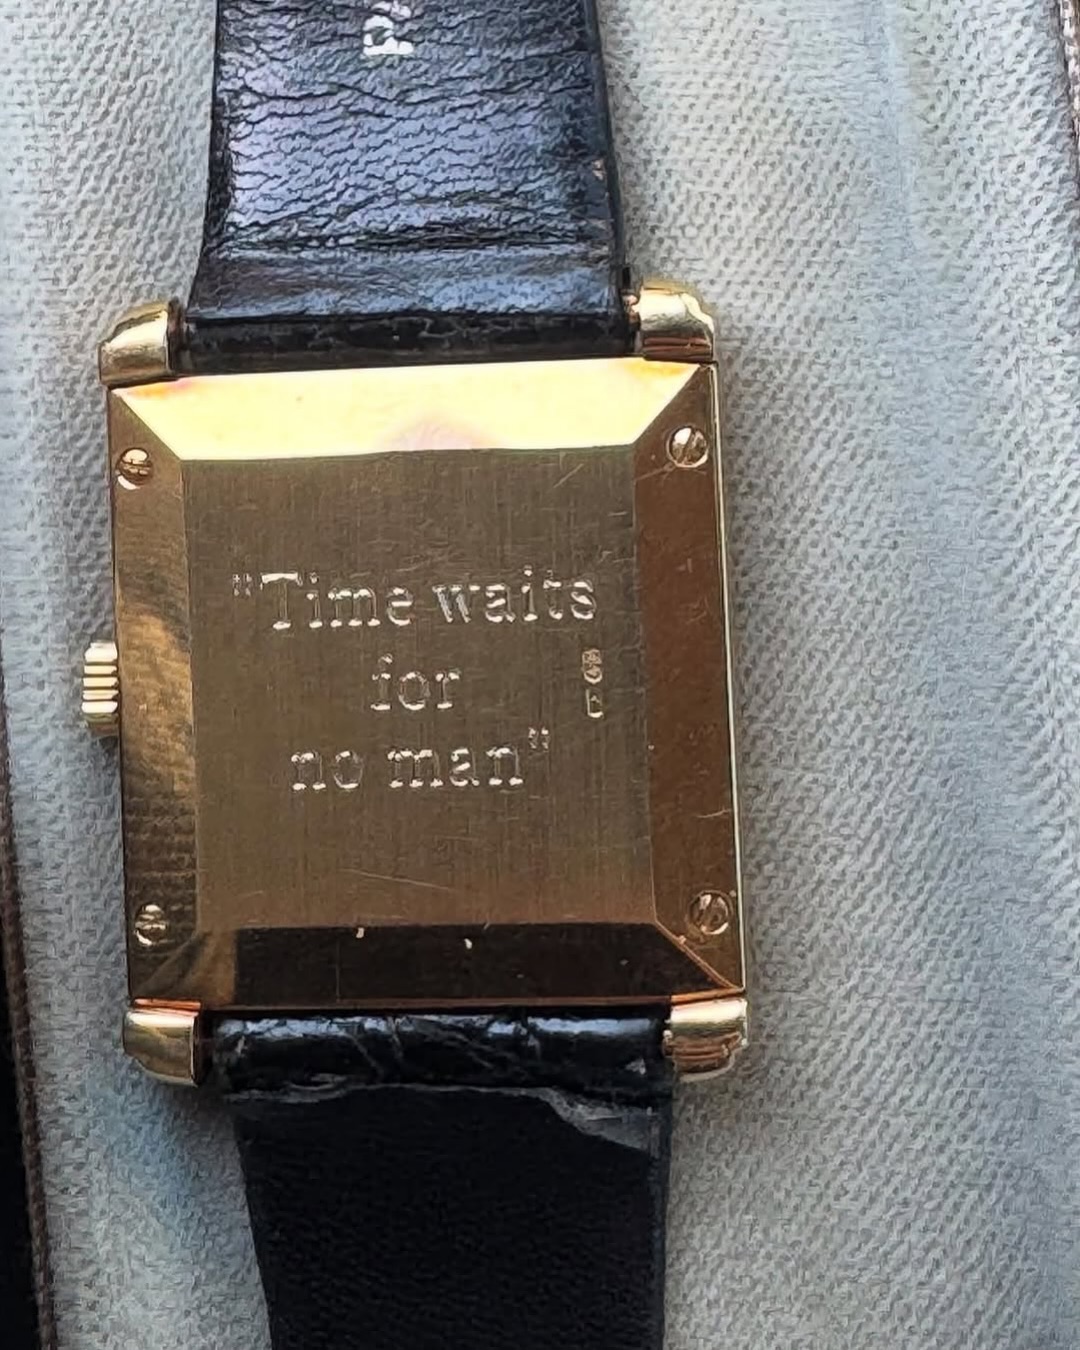 "Time waits
for
no man"